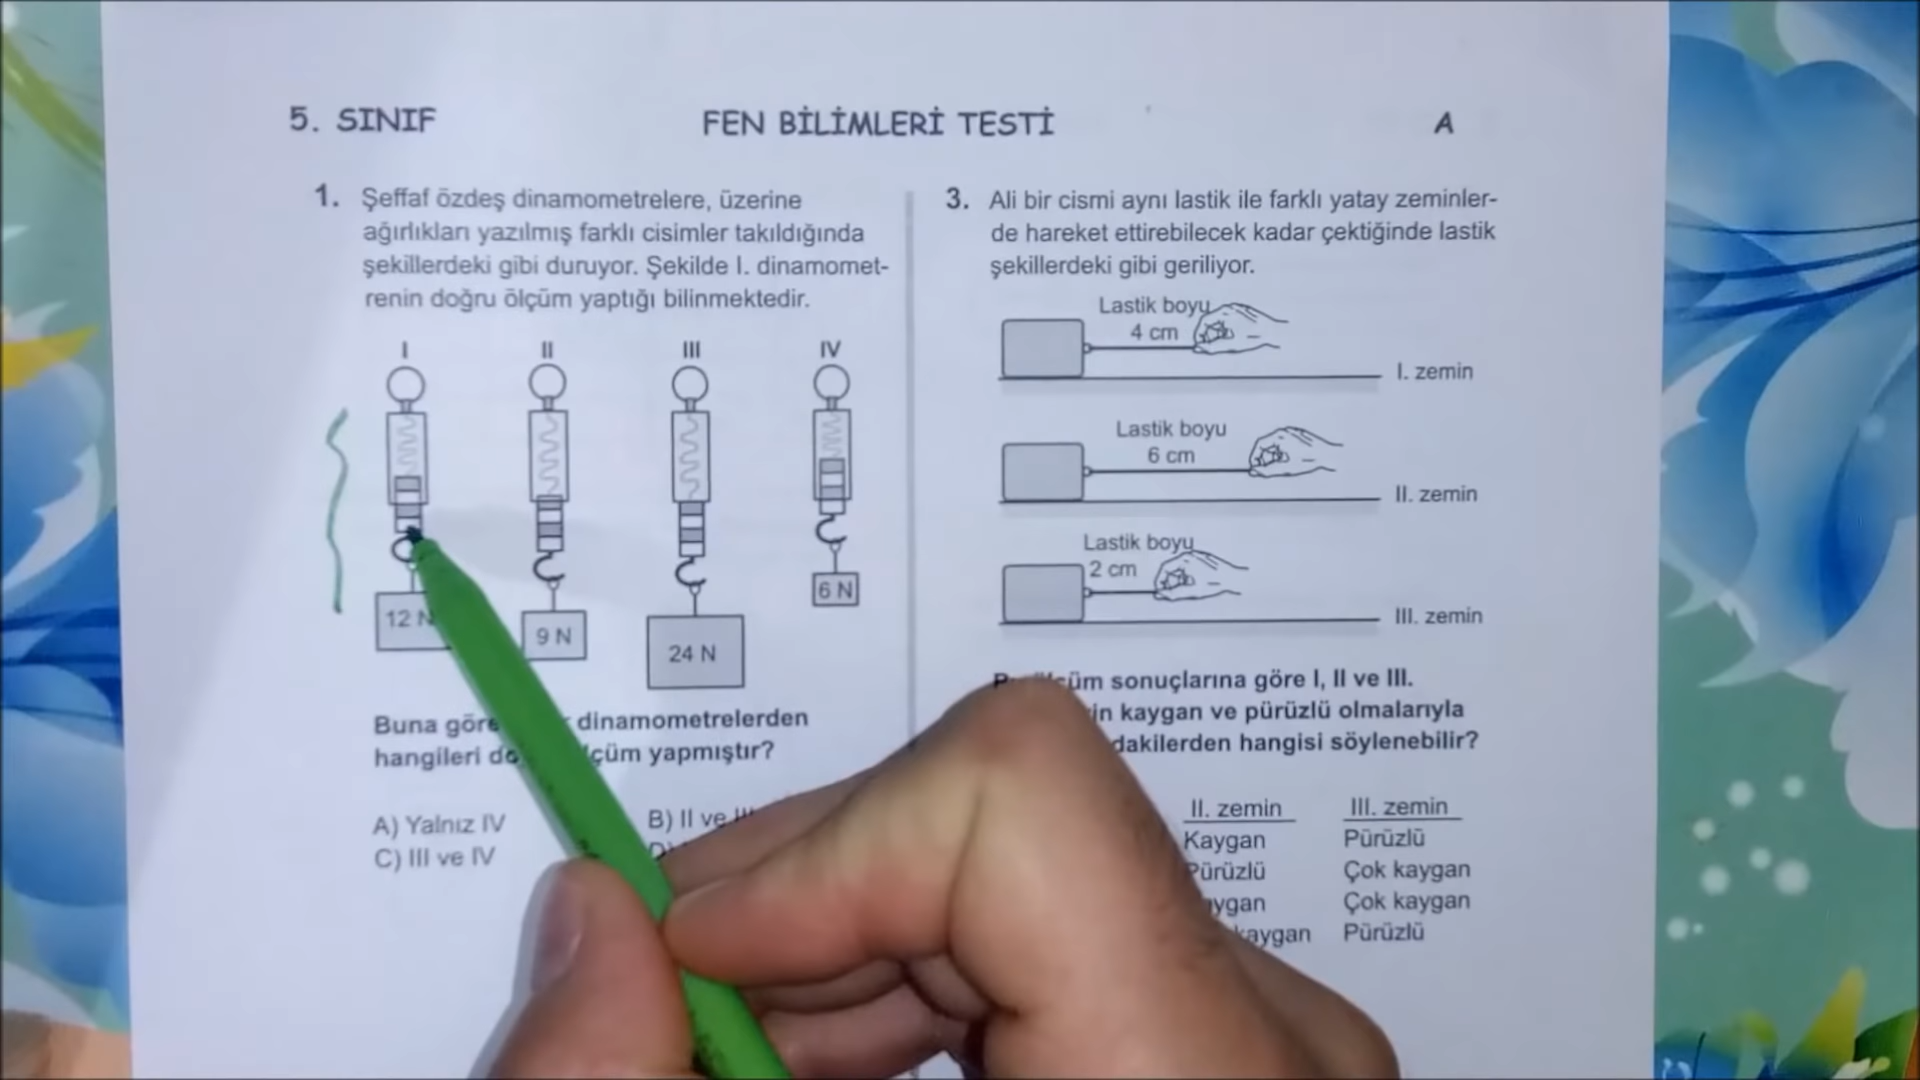 5. SINIF
FEN BİLİMLERİ TESTİ
A
1. Şeffaf özdeş dinamometrelere, üzerine
ağırlıkları yazılmış farklı cisimler takıldığında
şekillerdeki gibi duruyor. Şekilde I. dinamomet-
renin doğru ölçüm yaptığı bilinmektedir.
I
II
III
IV
12 N
9 N
24 N
6 N
Buna göre dinamometrelerden
hangileri yapmıştır?
A) Yalnız IV
B) II ve
C) III ve IV
3. Ali bir cismi aynı lastik ile farklı yatay zeminler-
de hareket ettirebilecek kadar çektiğinde lastik
şekillerdeki gibi geriliyor.
Lastik boyu
4 cm
I. zemin
Lastik boyu
6 cm
II. zemin
Lastik boyu
2 cm
III. zemin
sonuçlarına göre I, II ve III.
kaygan ve pürüzlü olmalarıyla
hangisi söylenebilir?
II. zemin
III. zemin
Kaygan
Pürüzlü
Pürüzlü
Çok kaygan
Çok kaygan
kaygan
Pürüzlü